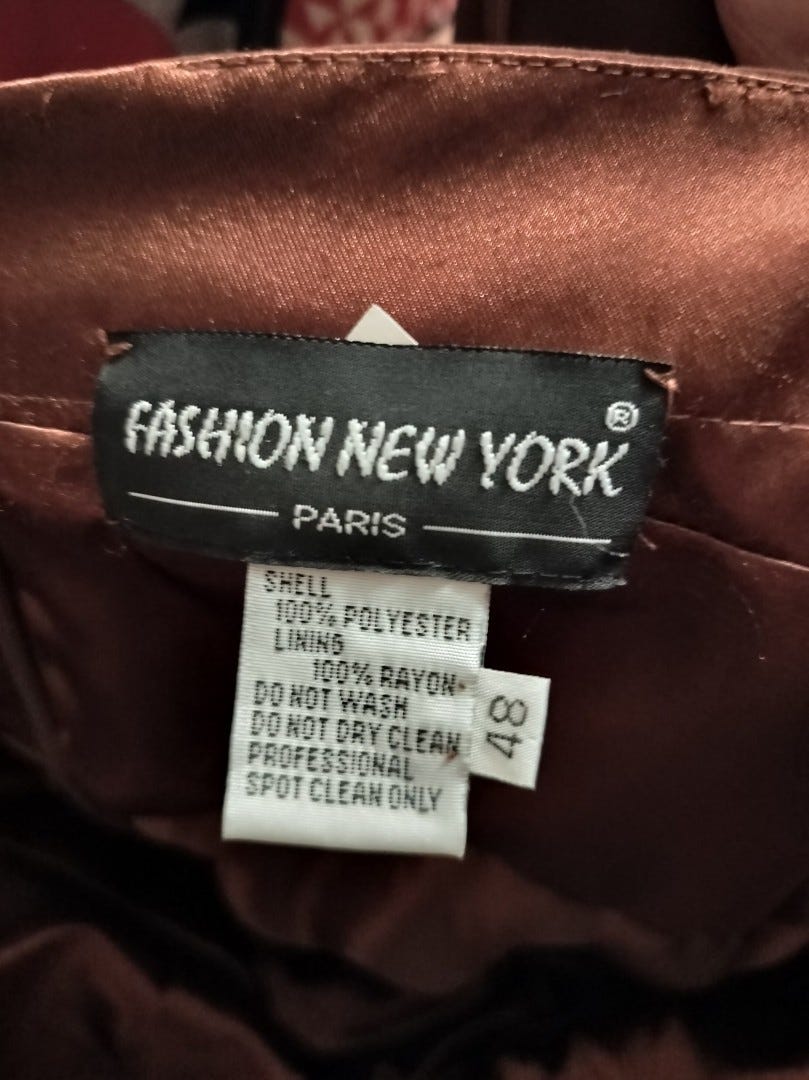 FASHION NEW YORK ®
PARIS
SHELL
100% POLYESTER
LINING
100% RAYON
DO NOT WASH
DO NOT DRY CLEAN
PROFESSIONAL
SPOT CLEAN ONLY
48